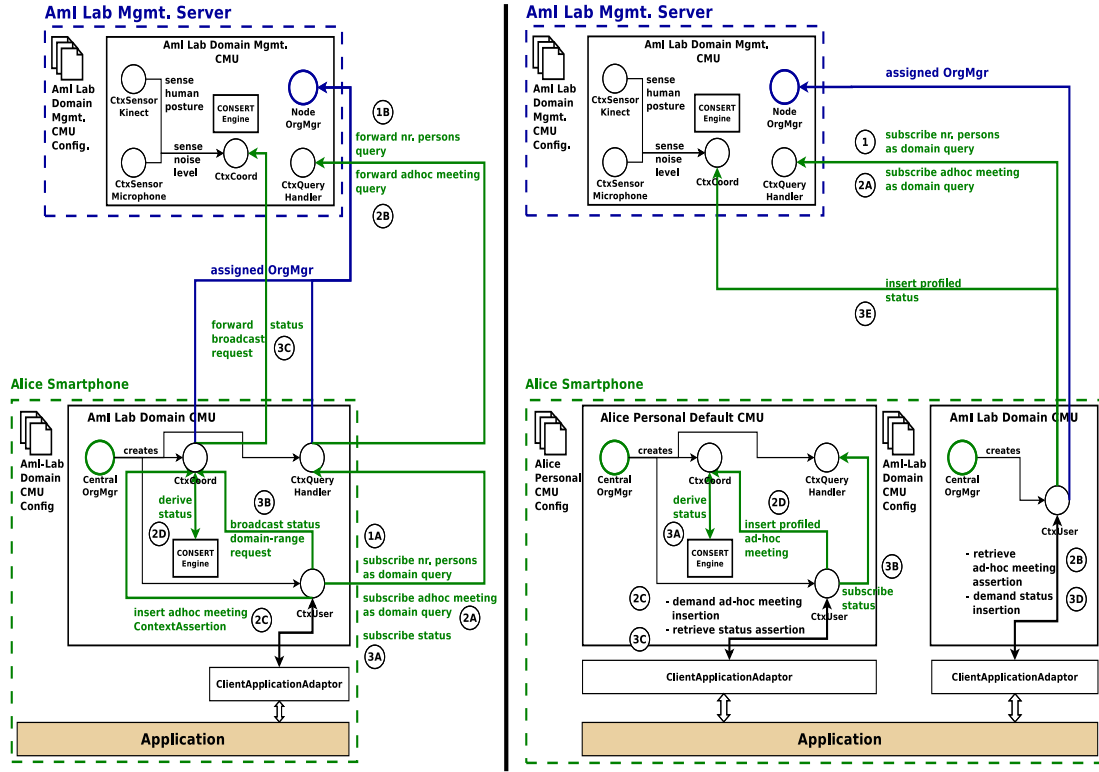 AmI Lab Mgmt. Server
AmI Lab
Domain
Mgmt.
CMU
Config.
AmI Lab Domain Mgmt.
CMU
CtxSensor
Kinect
sense
human
posture
CONSERT
Engine
Node
OrgMgr
CtxSensor
Microphone
sense
noise
level
CtxCoord
CtxQuery
Handler
1B
forward nr. persons
query
forward adhoc meeting
query
2B
assigned OrgMgr
forward status
broadcast
request
3C
Alice Smartphone
AmI-Lab
Domain
CMU
Config
AmI Lab Domain CMU
Central
OrgMgr
creates
CtxCoord
CtxQuery
Handler
derive
status
2D
3B
broadcast status
domain-range
request
CONSERT
Engine
1A
subscribe nr. persons
as domain query
subscribe adhoc meeting
as domain query
2A
subscribe status
3A
insert adhoc meeting
ContextAssertion
2C
CtxUser
ClientApplicationAdaptor
Application
AmI Lab Mgmt. Server
AmI Lab
Domain
Mgmt.
CMU
Config.
AmI Lab Domain Mgmt.
CMU
CtxSensor
Kinect
sense
human
posture
CONSERT
Engine
Node
OrgMgr
CtxSensor
Microphone
sense
noise
level
CtxCoord
CtxQuery
Handler
assigned OrgMgr
1
subscribe nr. persons
as domain query
subscribe adhoc meeting
as domain query
2A
insert profiled
status
3E
Alice Smartphone
Alice
Personal
CMU
Config
Alice Personal Default CMU
Central
OrgMgr
creates
CtxCoord
CtxQuery
Handler
derive
status
3A
2D
insert profiled
ad-hoc
meeting
CONSERT
Engine
3B
subscribe
status
2C
- demand ad-hoc meeting
insertion
- retrieve status assertion
3C
CtxUser
ClientApplicationAdaptor
AmI-Lab
Domain
CMU
Config
AmI Lab Domain CMU
Central
OrgMgr
creates
CtxUser
- retrieve
ad-hoc meeting
assertion
- demand status
insertion
2B
3D
ClientApplicationAdaptor
Application